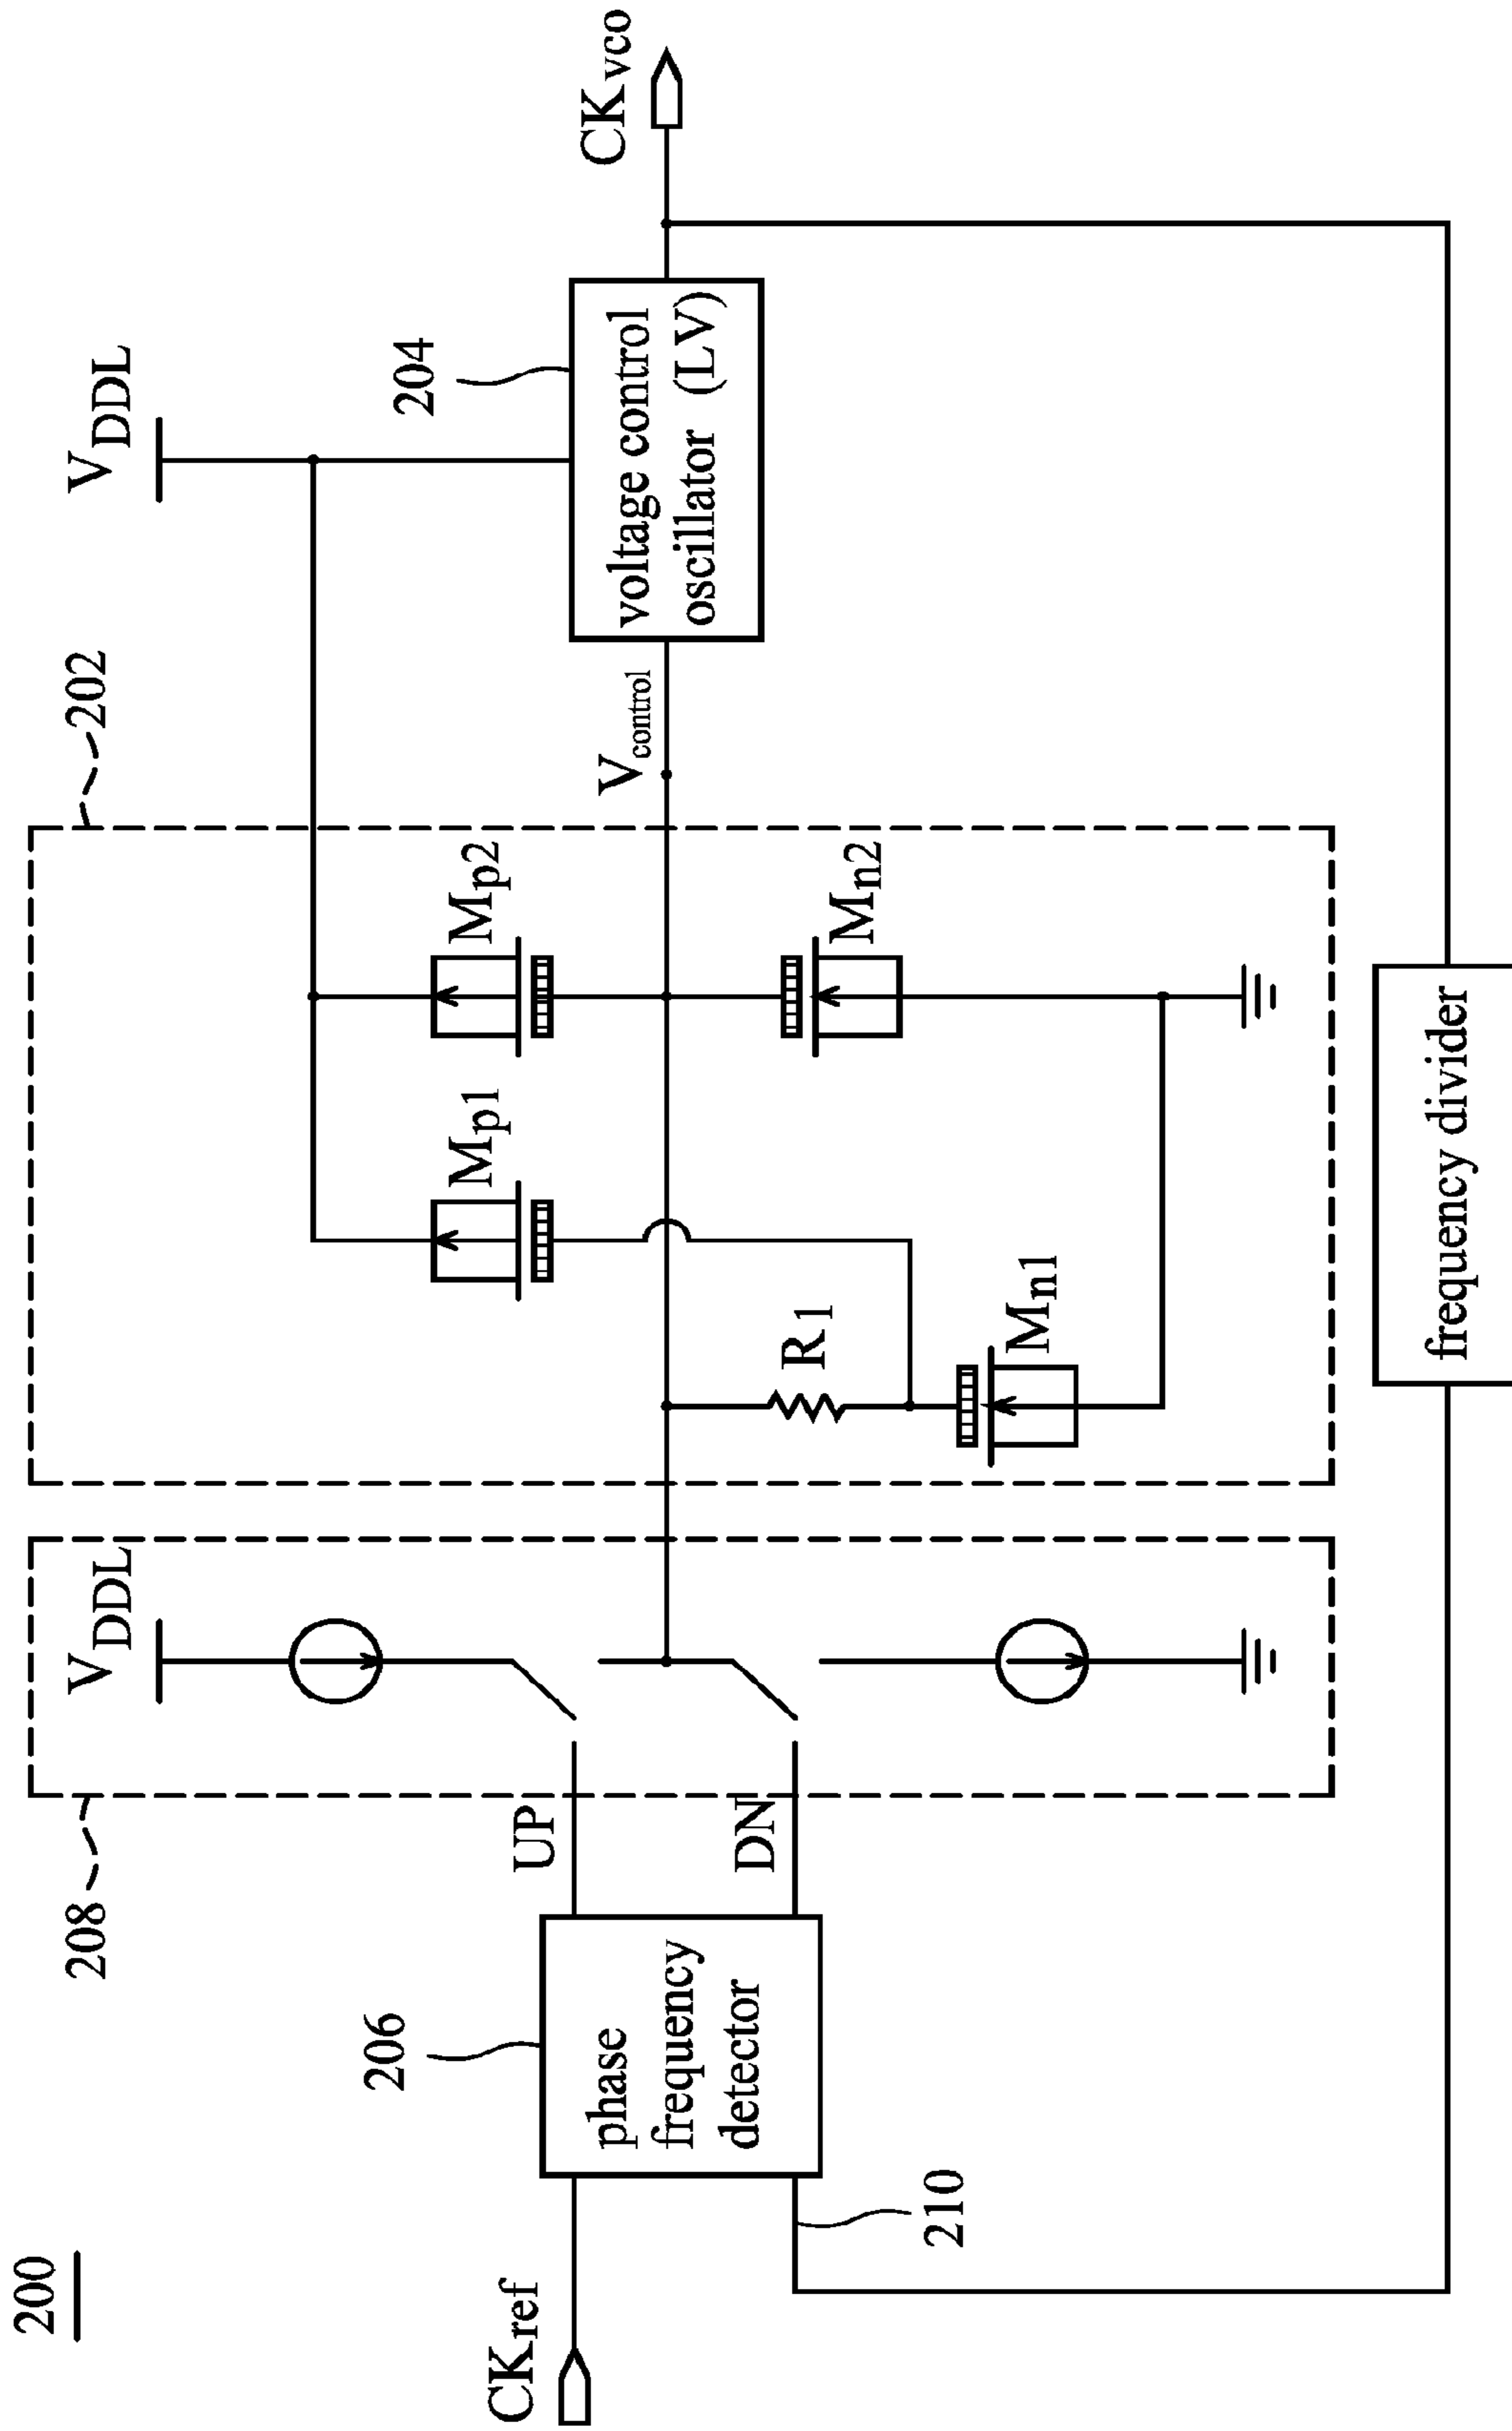 200
CKref
206
phase
frequency
detector
210
UP
DN
208
VDDL
R1
Mn1
Mp1
Mp2
Mn2
202
Vcontrol
VDDL
204
voltage control
oscillator (LV)
CKvco
frequency divider